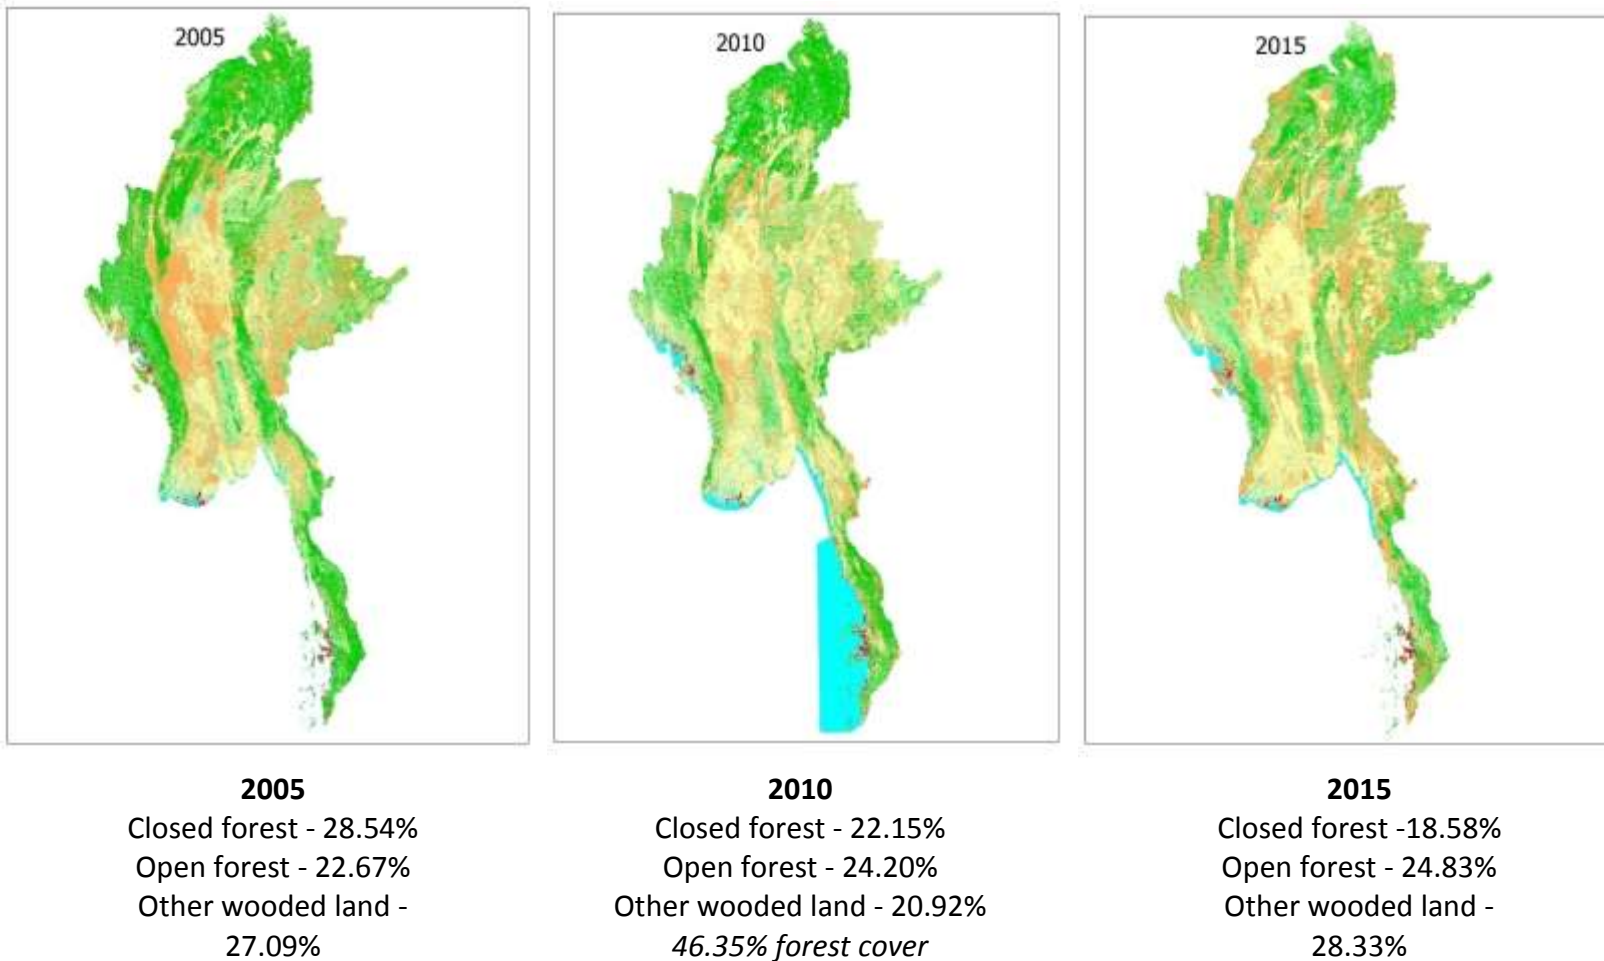 2005
2010
2015
2005
Closed forest - 28.54%
Open forest - 22.67%
Other wooded land -
27.09%
2010
Closed forest - 22.15%
Open forest - 24.20%
Other wooded land - 20.92%
46.35% forest cover
2015
Closed forest -18.58%
Open forest - 24.83%
Other wooded land -
28.33%